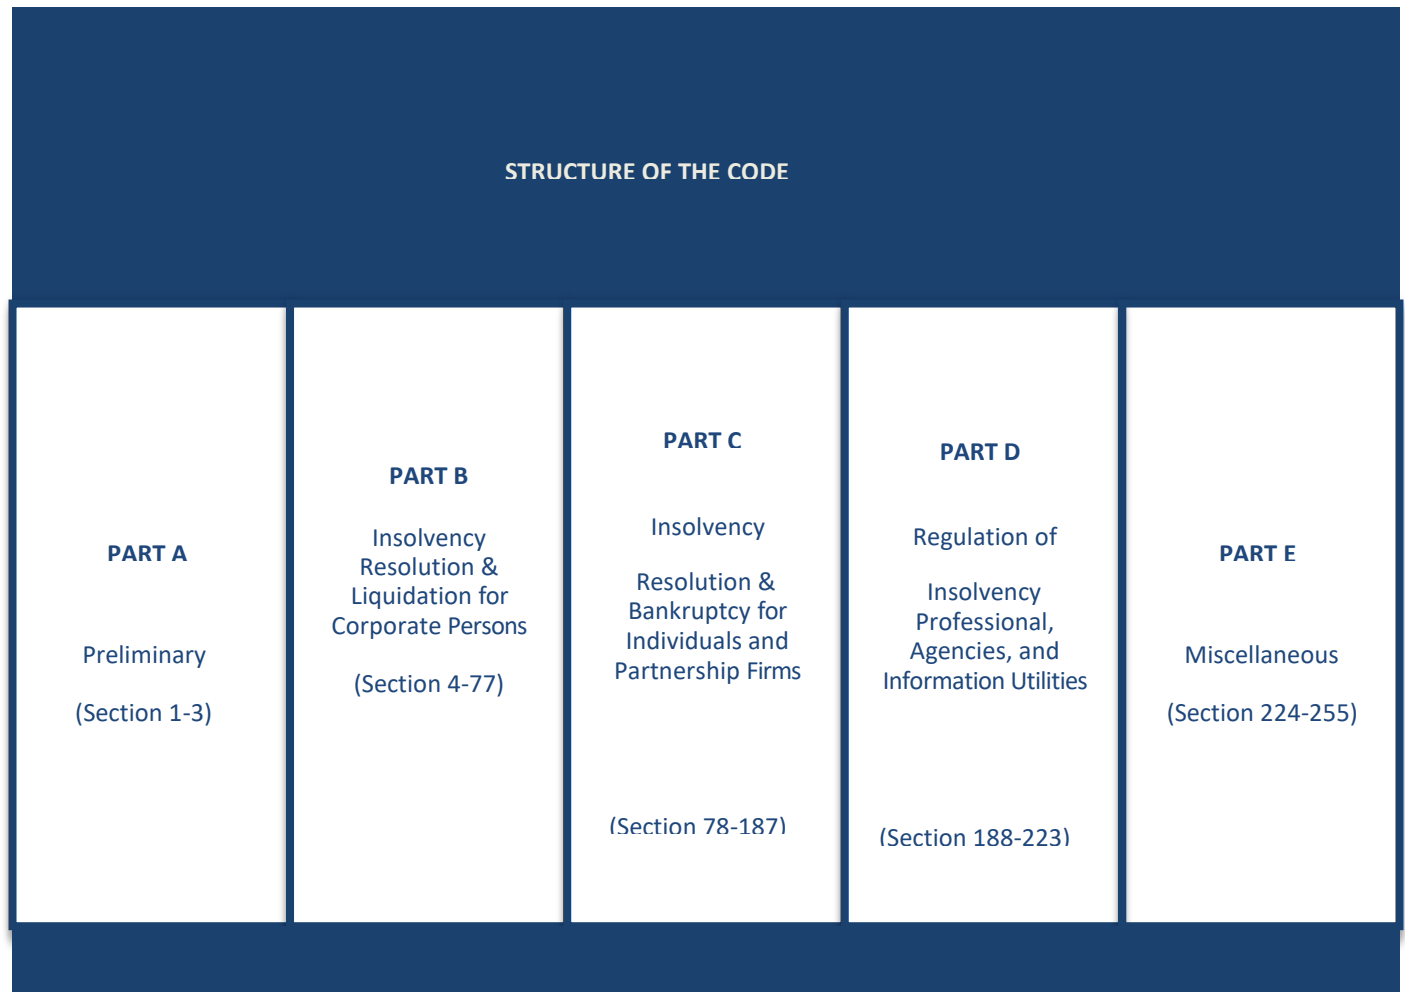 STRUCTURE OF THE CODE
PART A
Preliminary
(Section 1-3)
PART B
Insolvency
Resolution &
Liquidation for
Corporate Persons
(Section 4-77)
PART C
Insolvency
Resolution &
Bankruptcy for
Individuals and
Partnership Firms
(Section 78-187)
PART D
Regulation of
Insolvency
Professional,
Agencies, and
Information Utilities
(Section 188-223)
PART E
Miscellaneous
(Section 224-255)